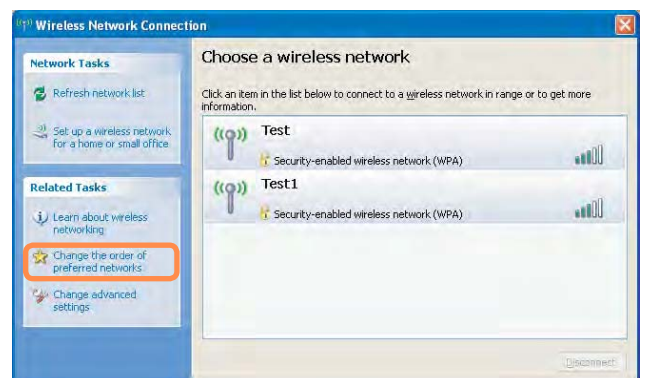 Wireless Network Connection
Network Tasks
Refresh network list
Set up a wireless network
for a home or small office
Related Tasks
Learn about wireless
networking
Change the order of
preferred networks
Change advanced
settings
Choose a wireless network
Click an item in the list below to connect to a wireless network in range or to get more
information.
Test
Security-enabled wireless network (WPA)
Test1
Security-enabled wireless network (WPA)
Disconnect